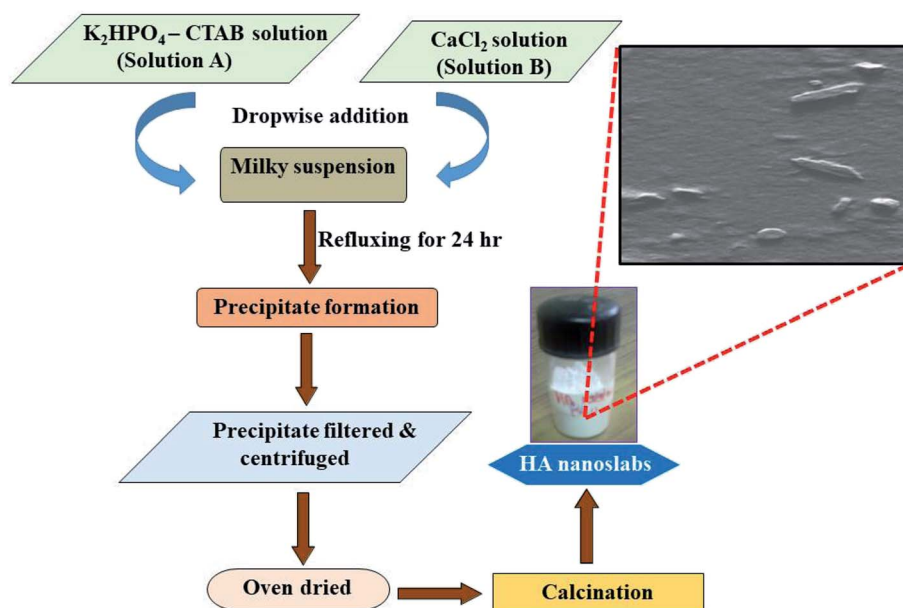 K₂HPO₄ – CTAB solution
(Solution A)
CaCl₂ solution
(Solution B)
Dropwise addition
Milky suspension
Refluxing for 24 hr
Precipitate formation
Precipitate filtered &
centrifuged
HA nanoslabs
Oven dried
Calcination